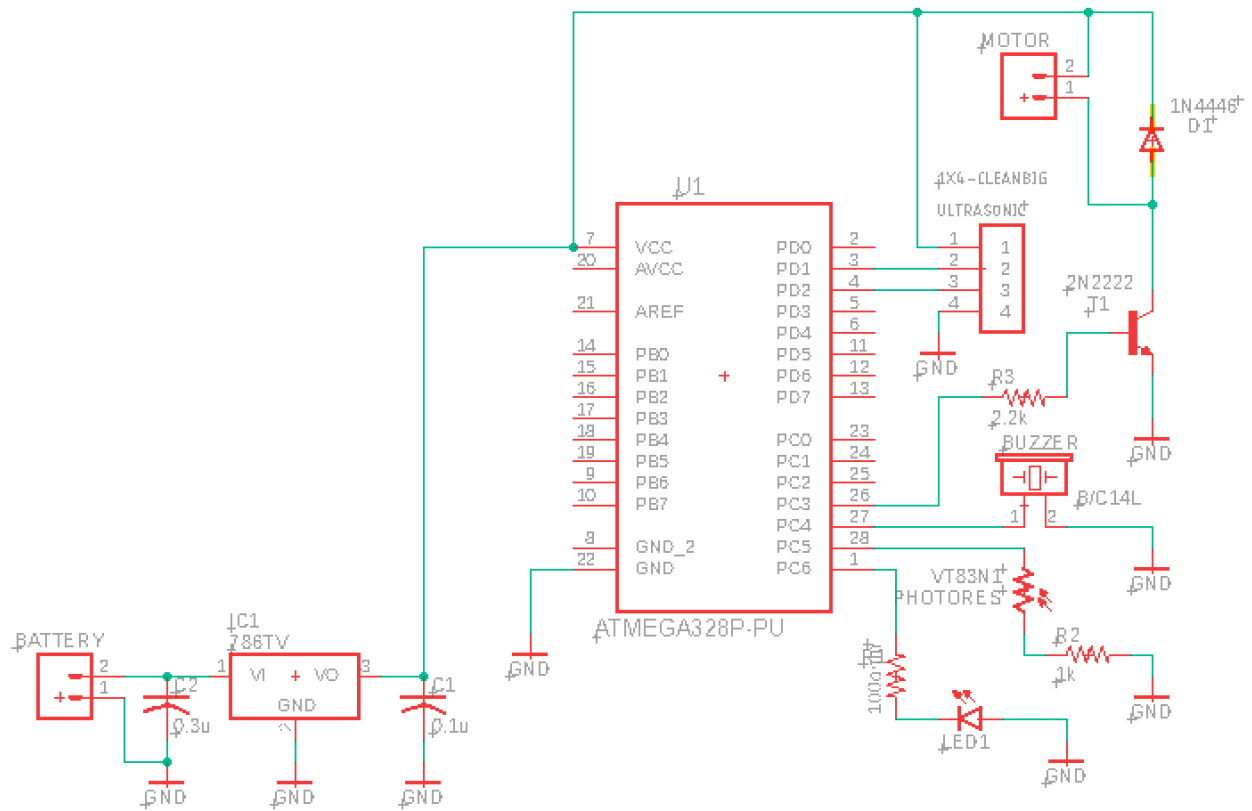 MOTOR
2
1
1N4446
D1
1X4-CLEANBIG
ULTRASONIC
1 1
2 2
3 3
4 4
GND
2N2222
T1
GND
U1
7 VCC
20 AVCC
21 AREF
14 PB0
15 PB1
16 PB2
17 PB3
18 PB4
19 PB5
9 PB6
10 PB7
8 GND_2
22 GND
PD0 2
PD1 3
PD2 4
PD3 5
PD4 6
PD5 11
PD6 12
PD7 13
PC0 23
PC1 24
PC2 25
PC3 26
PC4 27
PC5 28
PC6 1
ATMEGA328P-PU
GND
R3
2.2k
BUZZER
B/C14L
1 2
GND
VT83N1
PHOTORES
R2
1k
GND
LED1
GND
BATTERY
2
1
C2
0.3u
GND
IC1
786TV
1 VI VO 3
GND
GND
C1
0.1u
GND